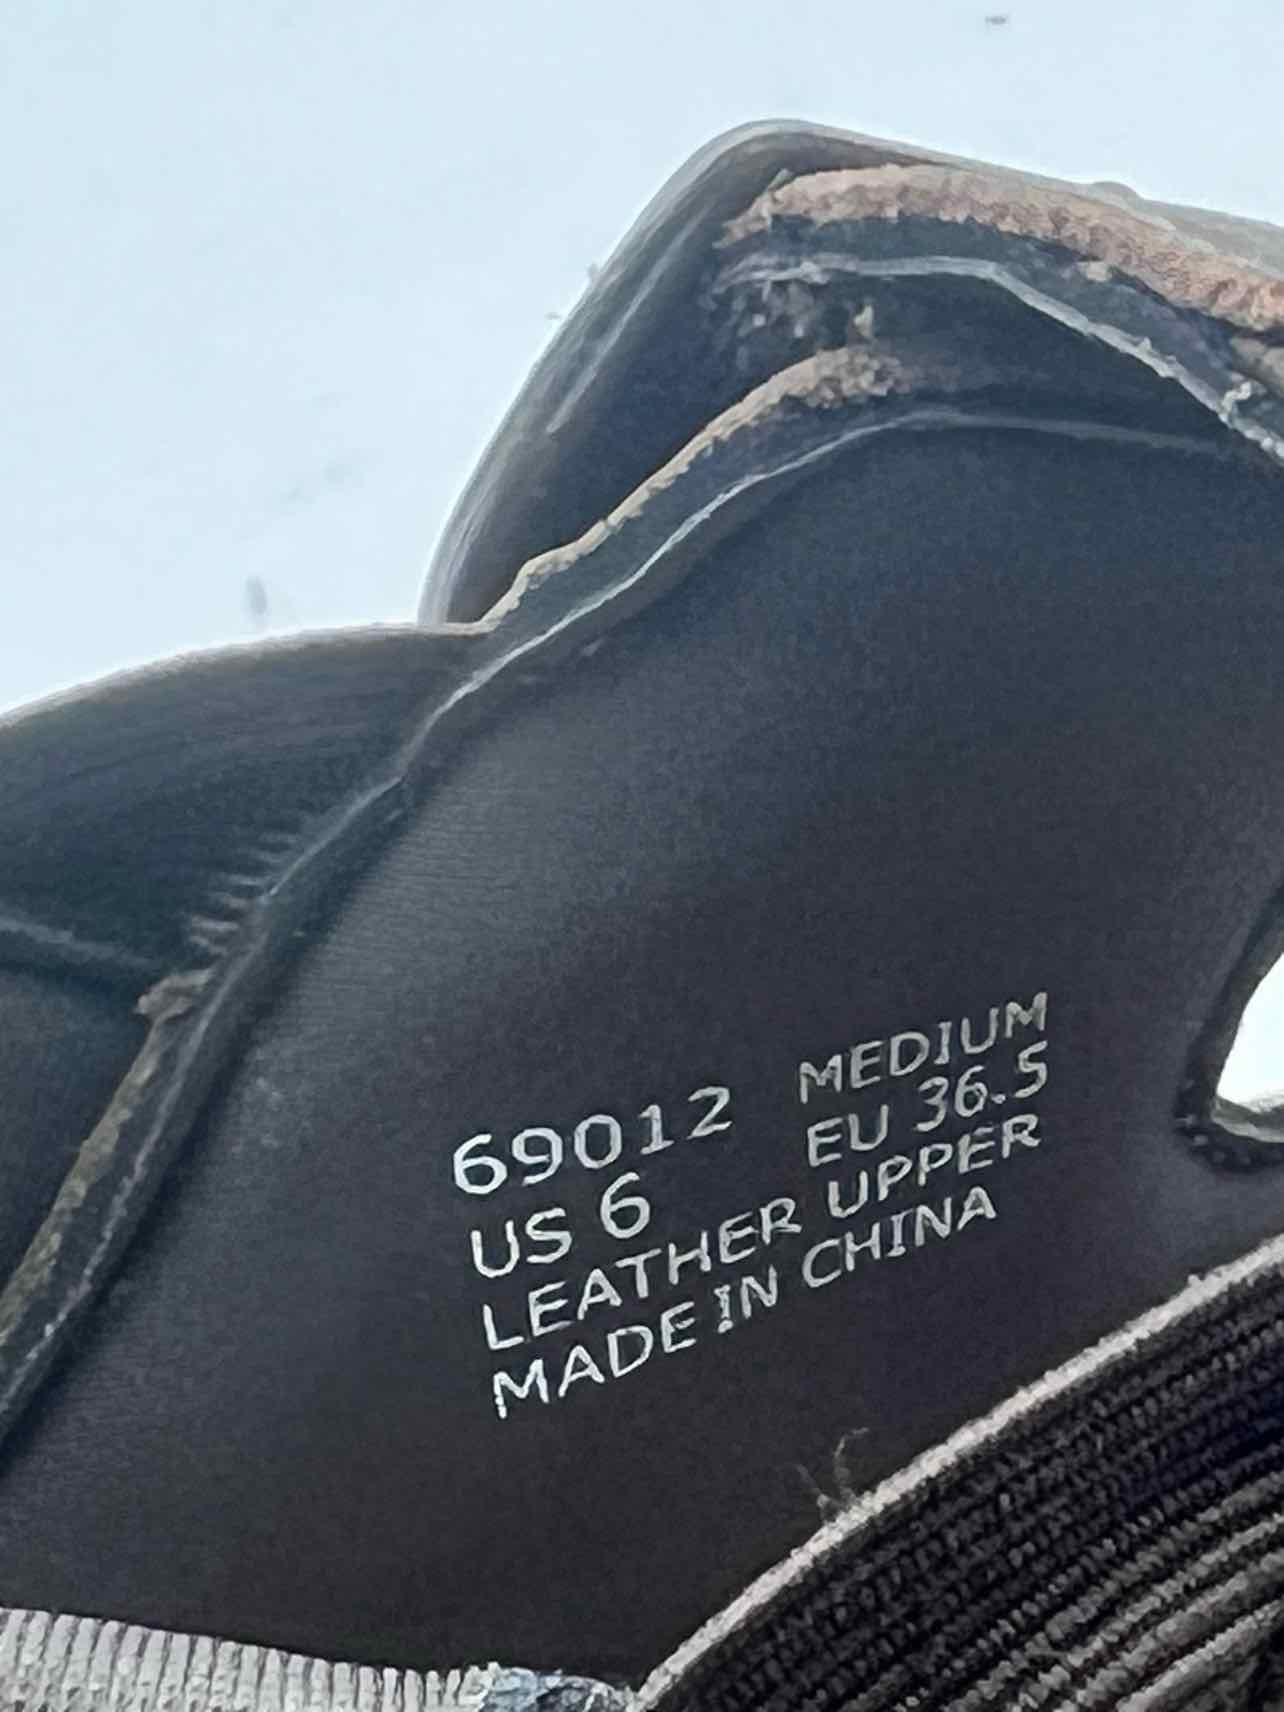 69012 MEDIUM
US 6 EU 36.5
LEATHER UPPER
MADE IN CHINA